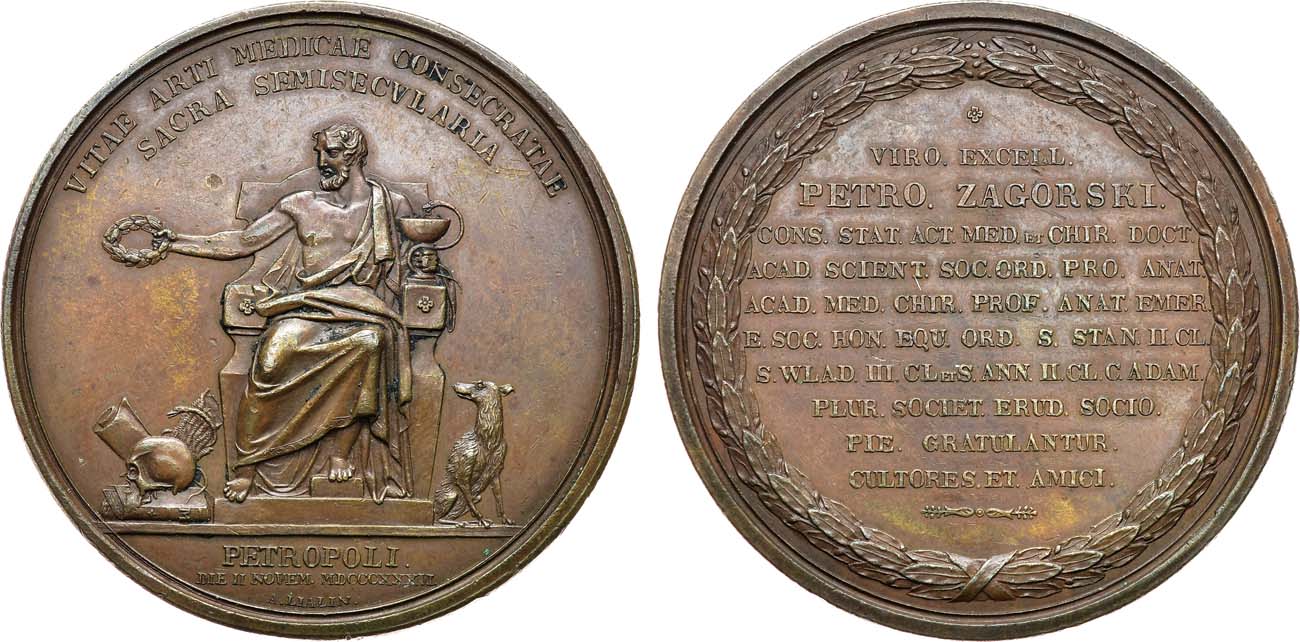 VITAE ARTI MEDICAE CONSECRATAE
SACRA SEMISECVLARIA
PETROPOLI.
DIE II NOVEM. MDCCCXXXVI.
A. LIALIN.
VIRO. EXCELL.
PETRO. ZAGORSKI.
CONS. STAT. ACT. MED. ET CHIR. DOCT.
ACAD SCIENT. SOC. ORD. PRO. ANAT.
ACAD. MED. CHIR. PROF. ANAT EMER
E. SOC. HON. EQU. ORD. S. STAN. II. CL.
S. WLAD. III. CL ET S. ANN. II. CL. C. ADAM.
PLUR. SOCIET. ERUD. SOCIO.
PIE. GRATULANTUR.
CULTORES. ET. AMICI.